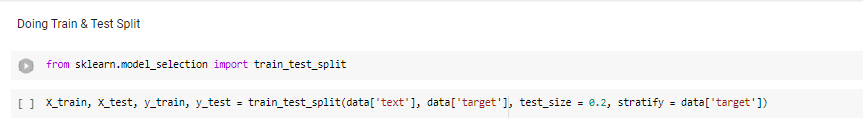 Doing Train & Test Split
from sklearn.model_selection import train_test_split
[ ] X_train, X_test, y_train, y_test = train_test_split(data['text'], data['target'], test_size = 0.2, stratify = data['target'])